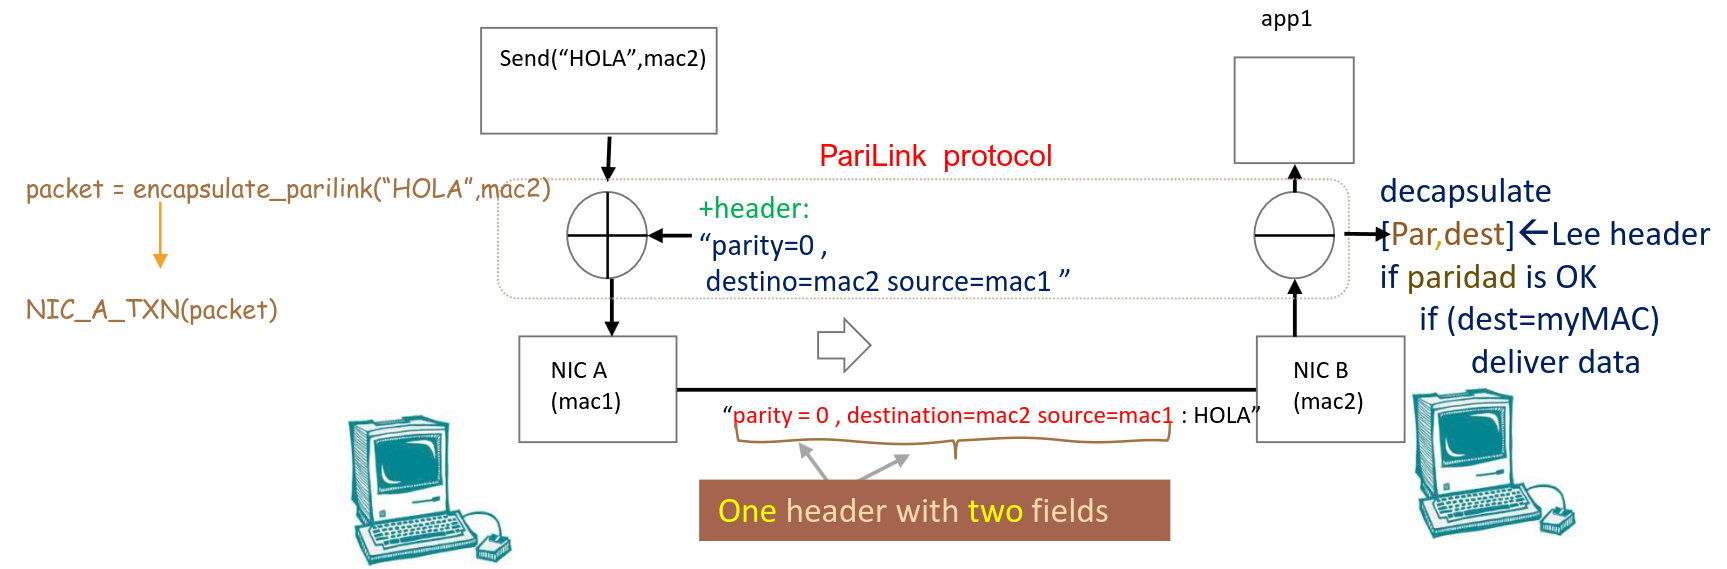 app1
Send(“HOLA”,mac2)
PariLink protocol
packet = encapsulate_parilink(“HOLA”,mac2)
+header:
“parity=0 ,
destino=mac2 source=mac1 ”
NIC_A_TXN(packet)
decapsulate
[Par,dest]←Lee header
if paridad is OK
if (dest=myMAC)
deliver data
NIC A
(mac1)
NIC B
(mac2)
“parity = 0 , destination=mac2 source=mac1 : HOLA”
One header with two fields